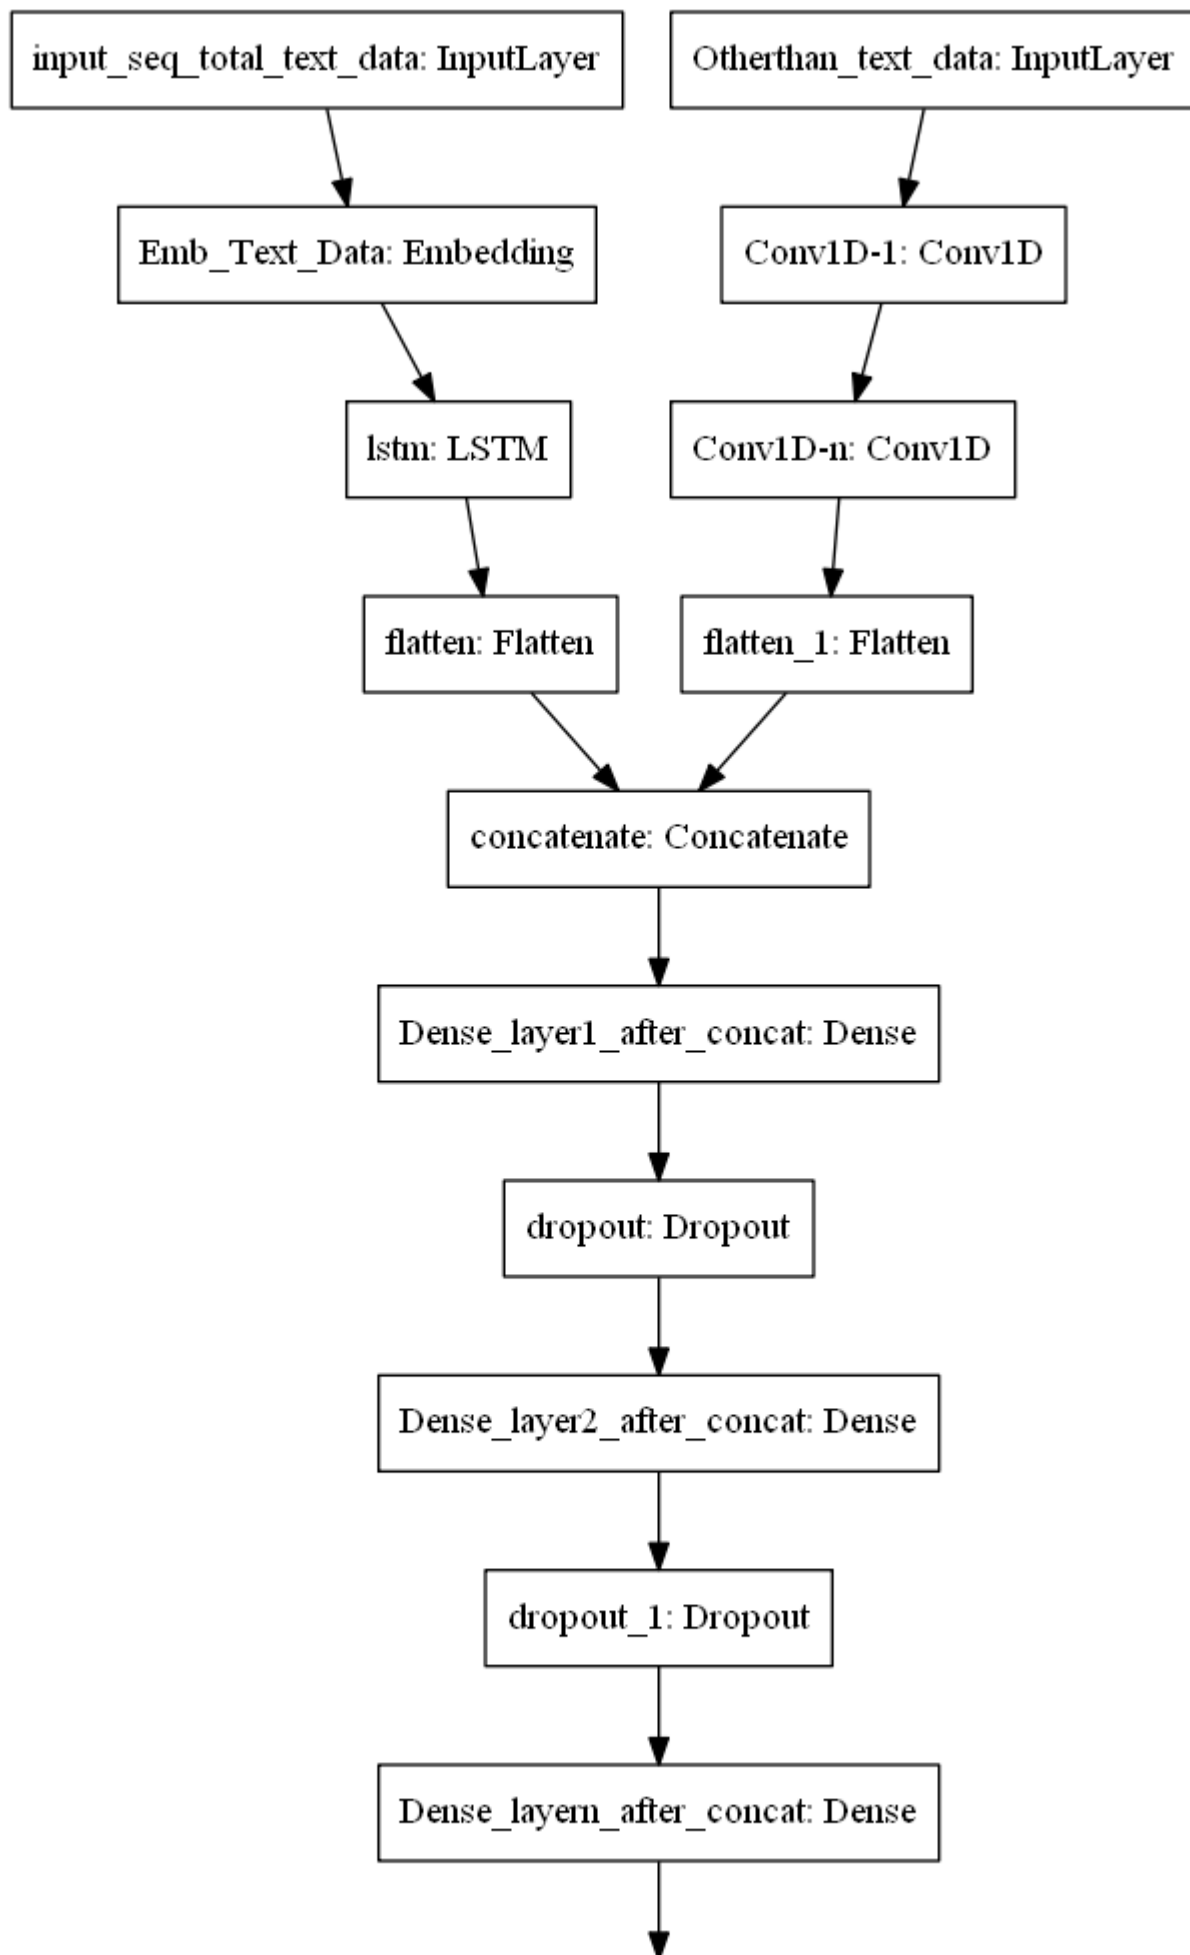 input_seq_total_text_data: InputLayer
Otherthan_text_data: InputLayer
Emb_Text_Data: Embedding
Conv1D-1: Conv1D
lstm: LSTM
Conv1D-n: Conv1D
flatten: Flatten
flatten_1: Flatten
concatenate: Concatenate
Dense_layer1_after_concat: Dense
dropout: Dropout
Dense_layer2_after_concat: Dense
dropout_1: Dropout
Dense_layern_after_concat: Dense